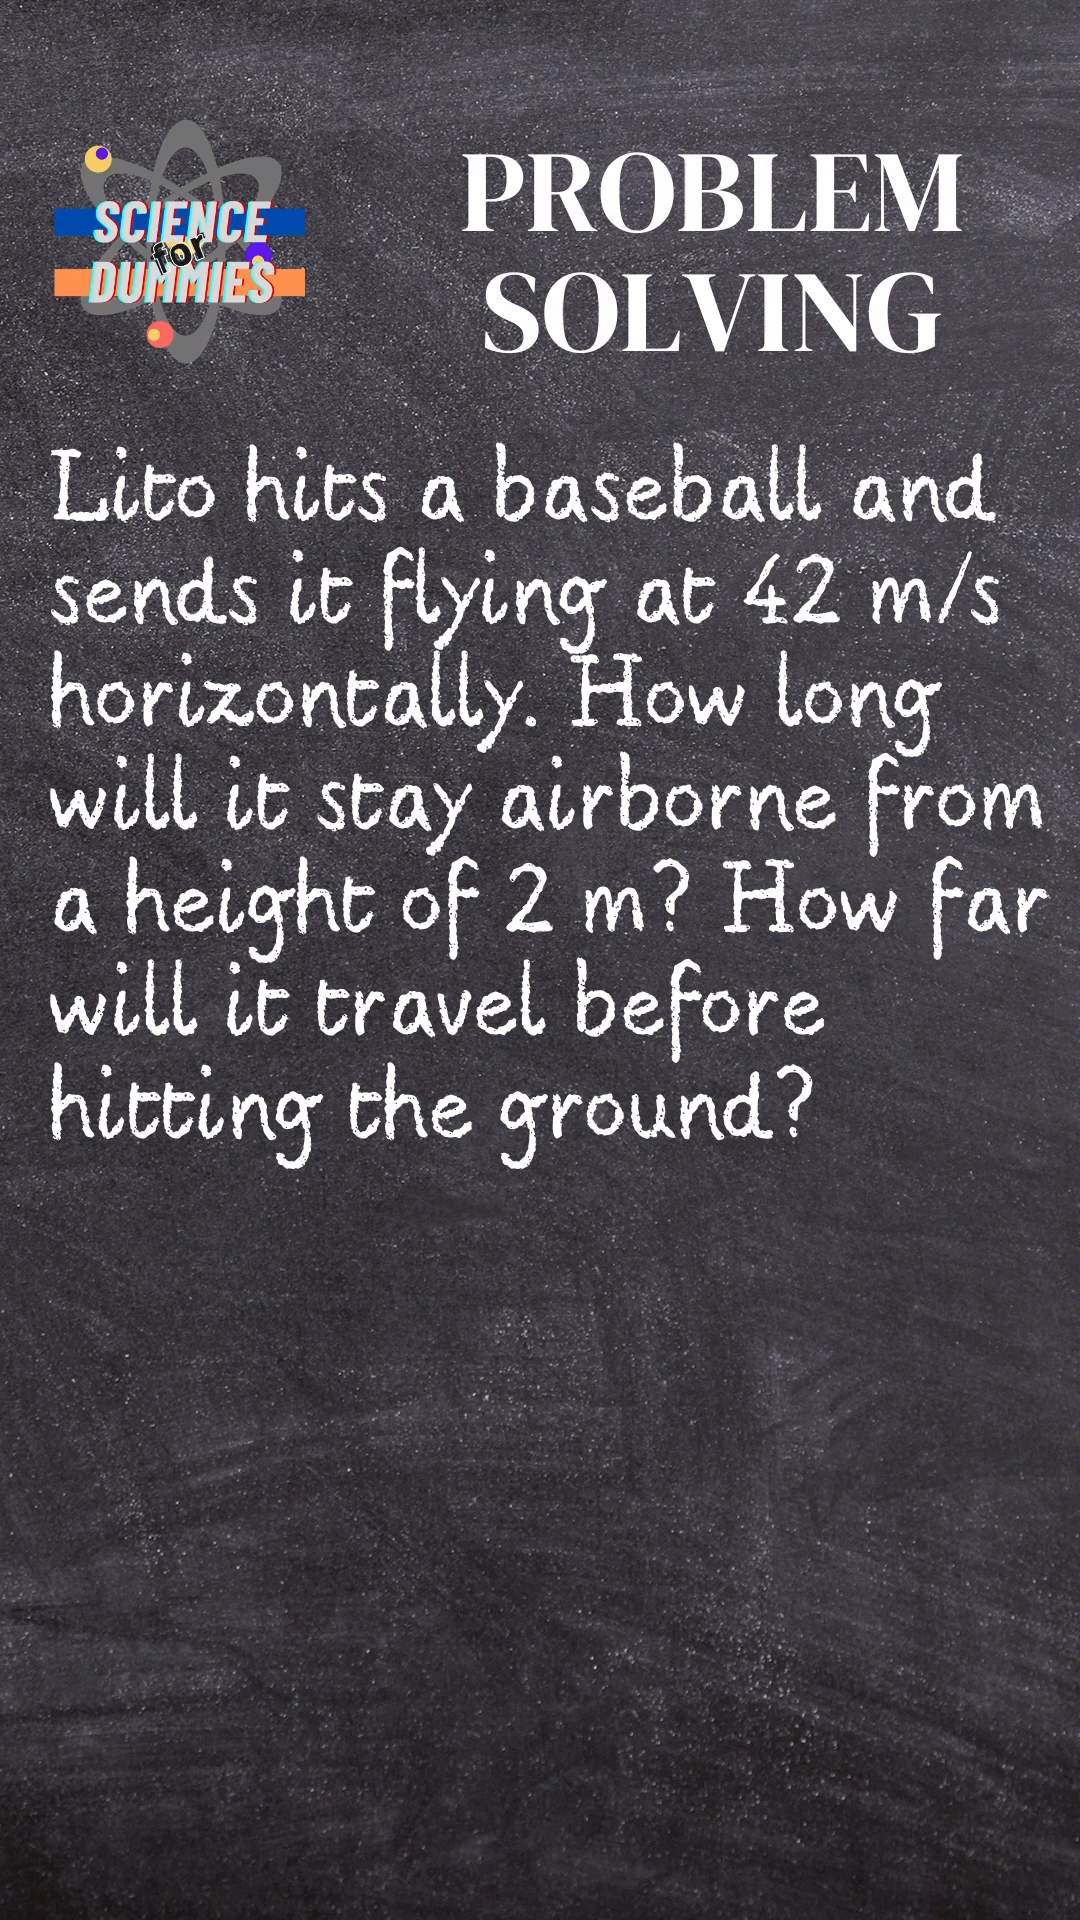 SCIENCE
for
DUMMIES
PROBLEM
SOLVING
Lito hits a baseball and
sends it flying at 42 m/s
horizontally. How long
will it stay airborne from
a height of 2 m? How far
will it travel before
hitting the ground?